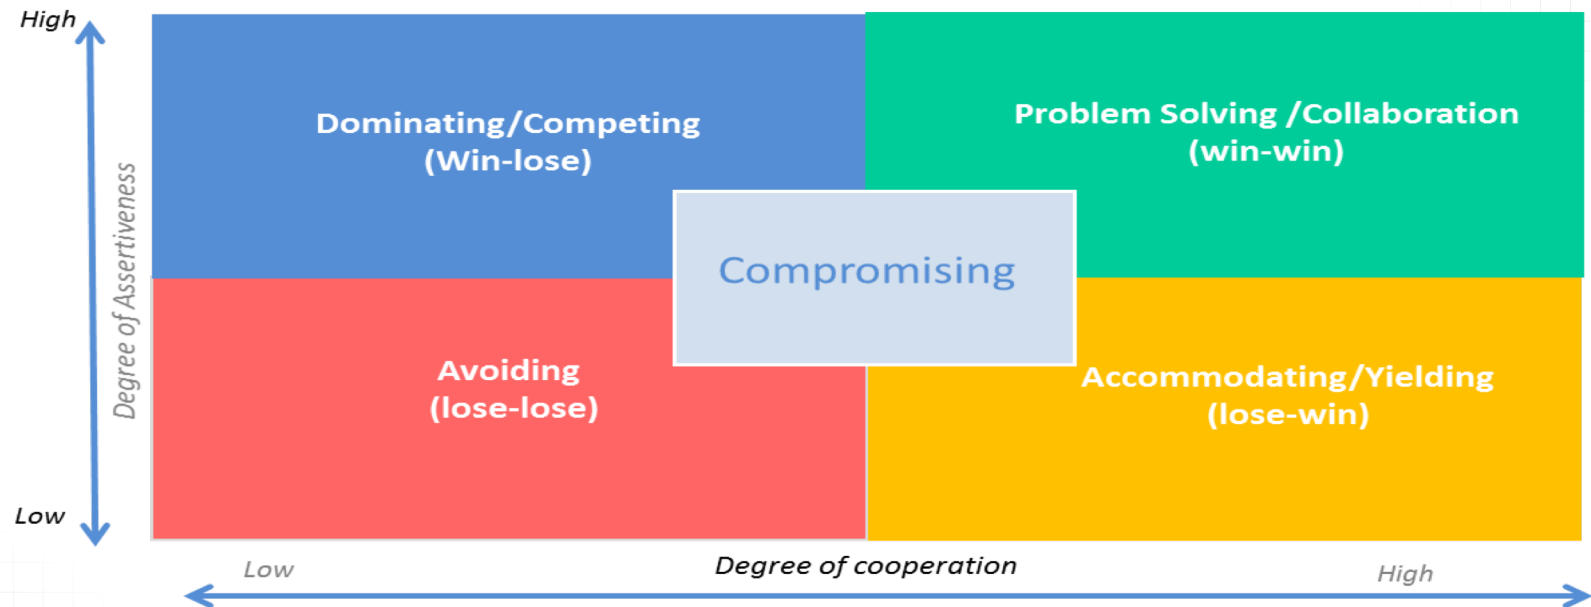 High
Dominating/Competing
(Win-lose)
Problem Solving /Collaboration
(win-win)
Degree of Assertiveness
Compromising
Avoiding
(lose-lose)
Accommodating/Yielding
(lose-win)
Low
Low
Degree of cooperation
High